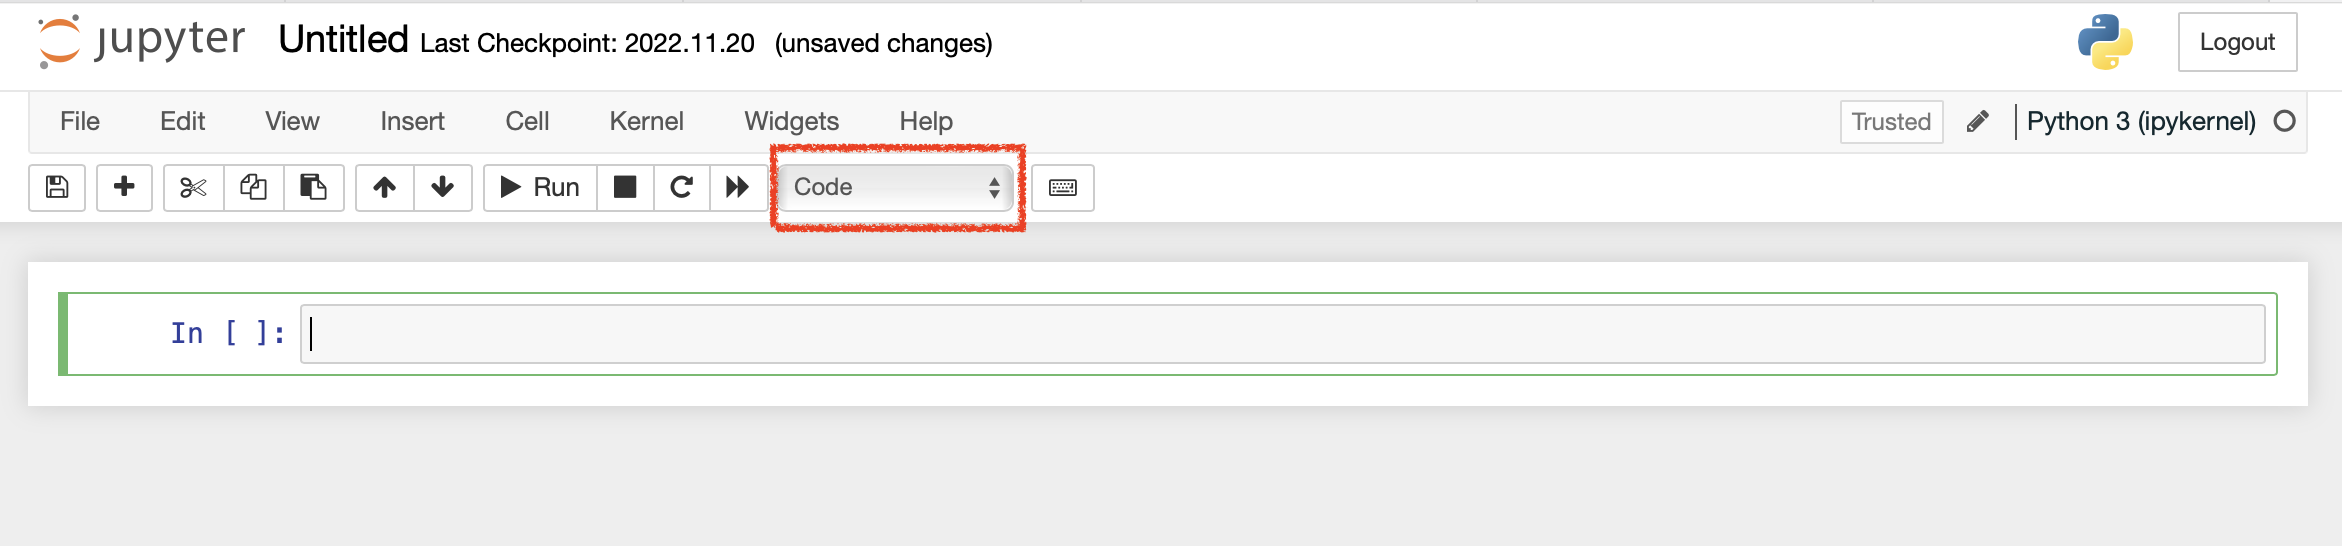 jupyter Untitled Last Checkpoint: 2022.11.20 (unsaved changes) Logout
File Edit View Insert Cell Kernel Widgets Help Trusted Python 3 (ipykernel)
Run Code
In [ ]: